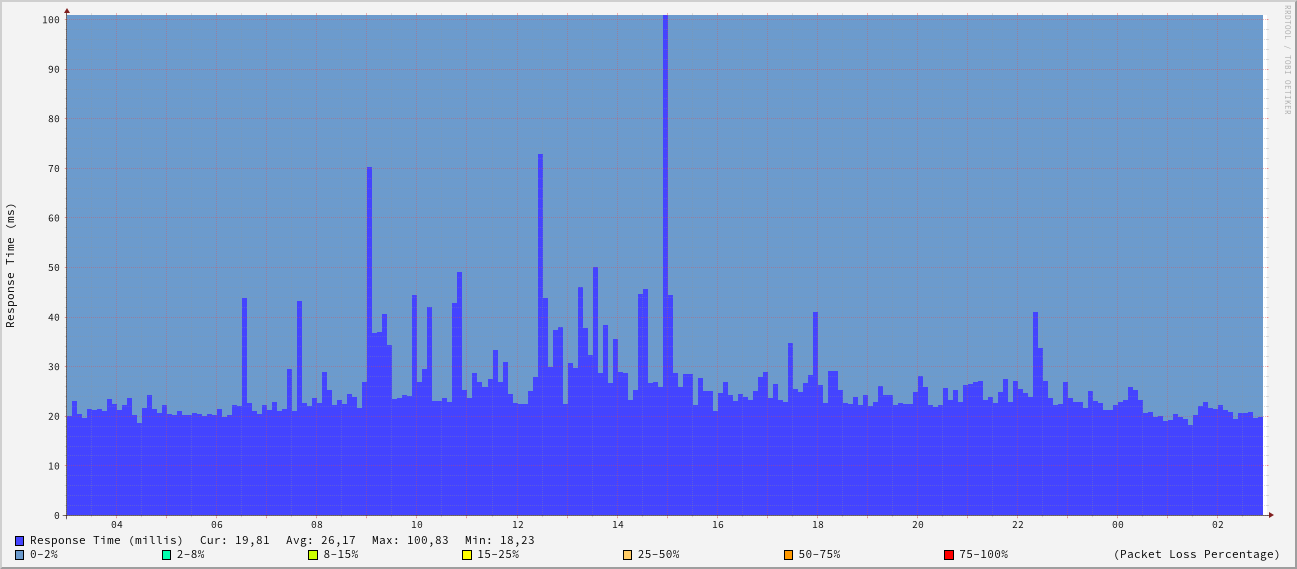 RRDTOOL / TOBI OETIKER
Response Time (ms)
100
90
80
70
60
50
40
30
20
10
0
04 06 08 10 12 14 16 18 20 22 00 02
Response Time (millis) Cur: 19,81 Avg: 26,17 Max: 100,83 Min: 18,23
0-2% 2-8% 8-15% 15-25% 25-50% 50-75% 75-100% (Packet Loss Percentage)